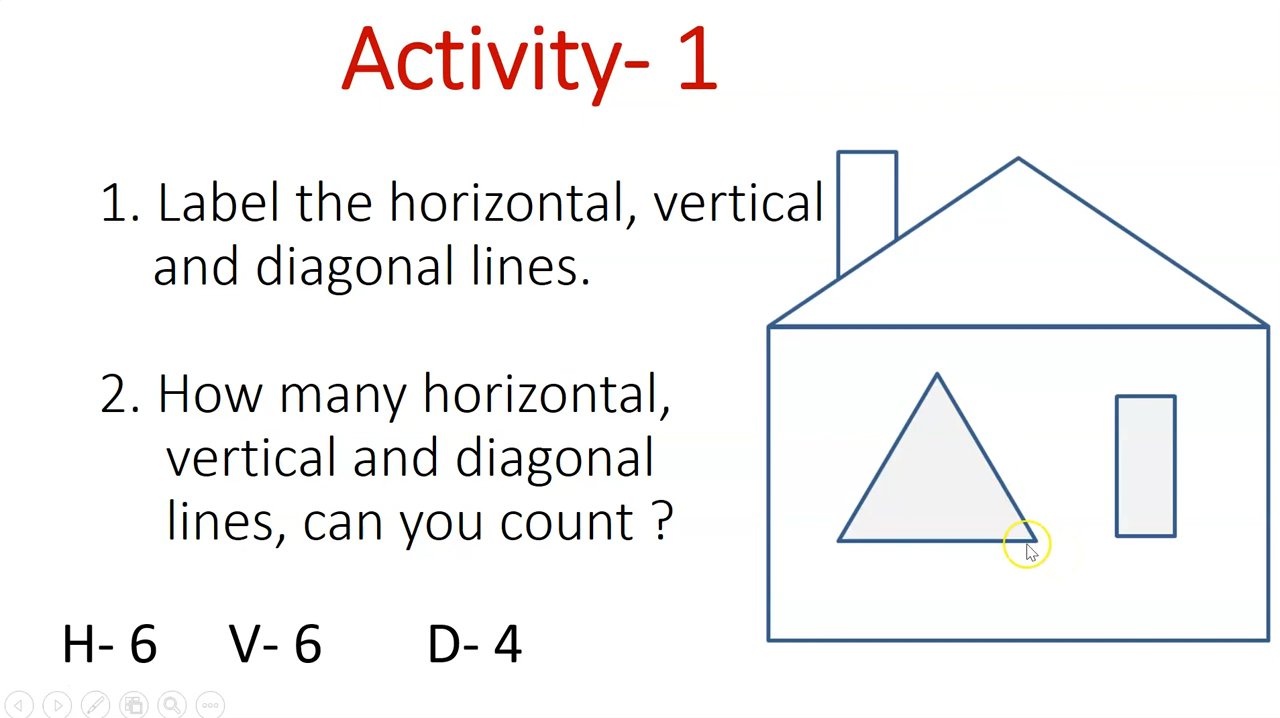 Activity- 1
1. Label the horizontal, vertical
and diagonal lines.
2. How many horizontal,
vertical and diagonal
lines, can you count ?
H- 6 V- 6 D- 4